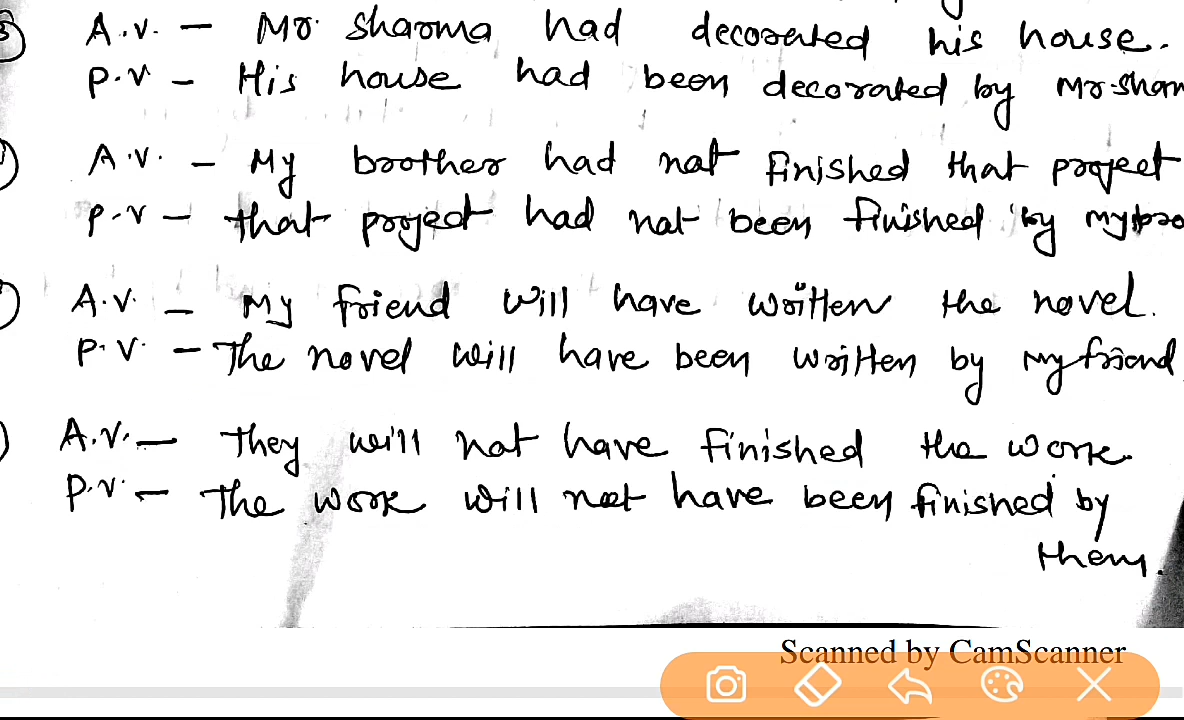 A.V. - Mr. Sharma had decorated his house.
P.V - His house had been decorated by Mr. Sham
A.V. - My brother had not finished that project
P.V - that project had not been finished by my bro
A.V. - My friend will have written the novel.
P.V. - The novel will have been written by my friend
A.V. - They will not have finished the work.
P.V. - The work will not have been finished by
them.
Scanned by CamScanner